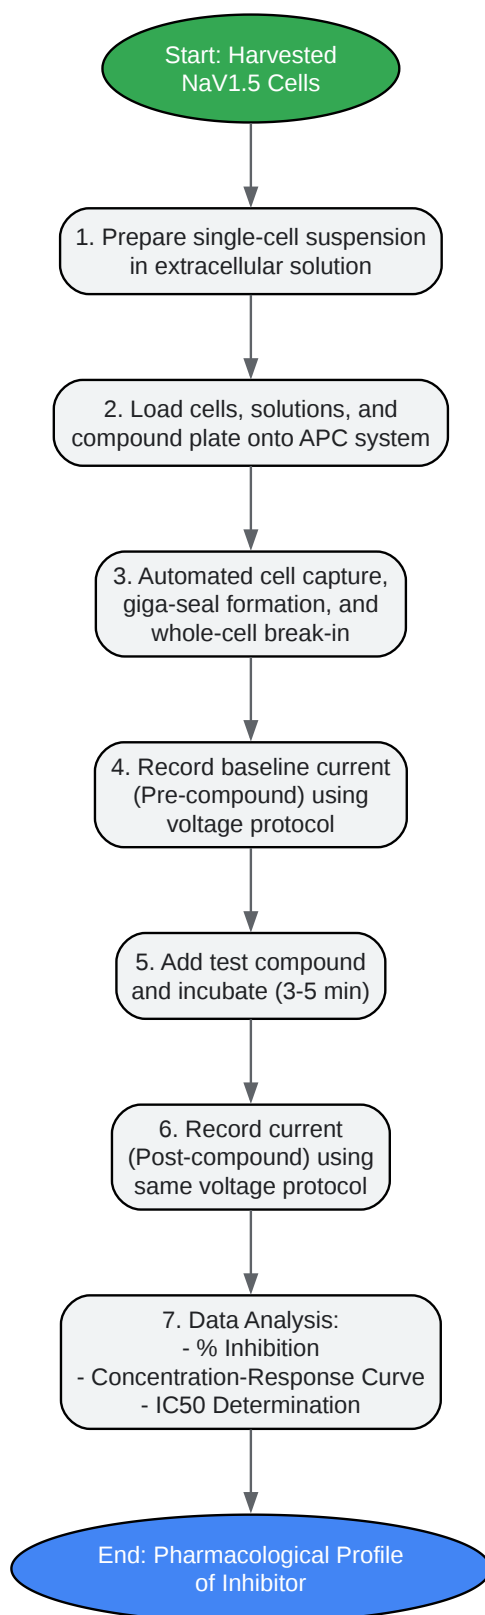 Start: Harvested
NaV1.5 Cells
1. Prepare single-cell suspension
in extracellular solution
2. Load cells, solutions, and
compound plate onto APC system
3. Automated cell capture,
giga-seal formation, and
whole-cell break-in
4. Record baseline current
(Pre-compound) using
voltage protocol
5. Add test compound
and incubate (3-5 min)
6. Record current
(Post-compound) using
same voltage protocol
7. Data Analysis:
- % Inhibition
- Concentration-Response Curve
- IC50 Determination
End: Pharmacological Profile
of Inhibitor